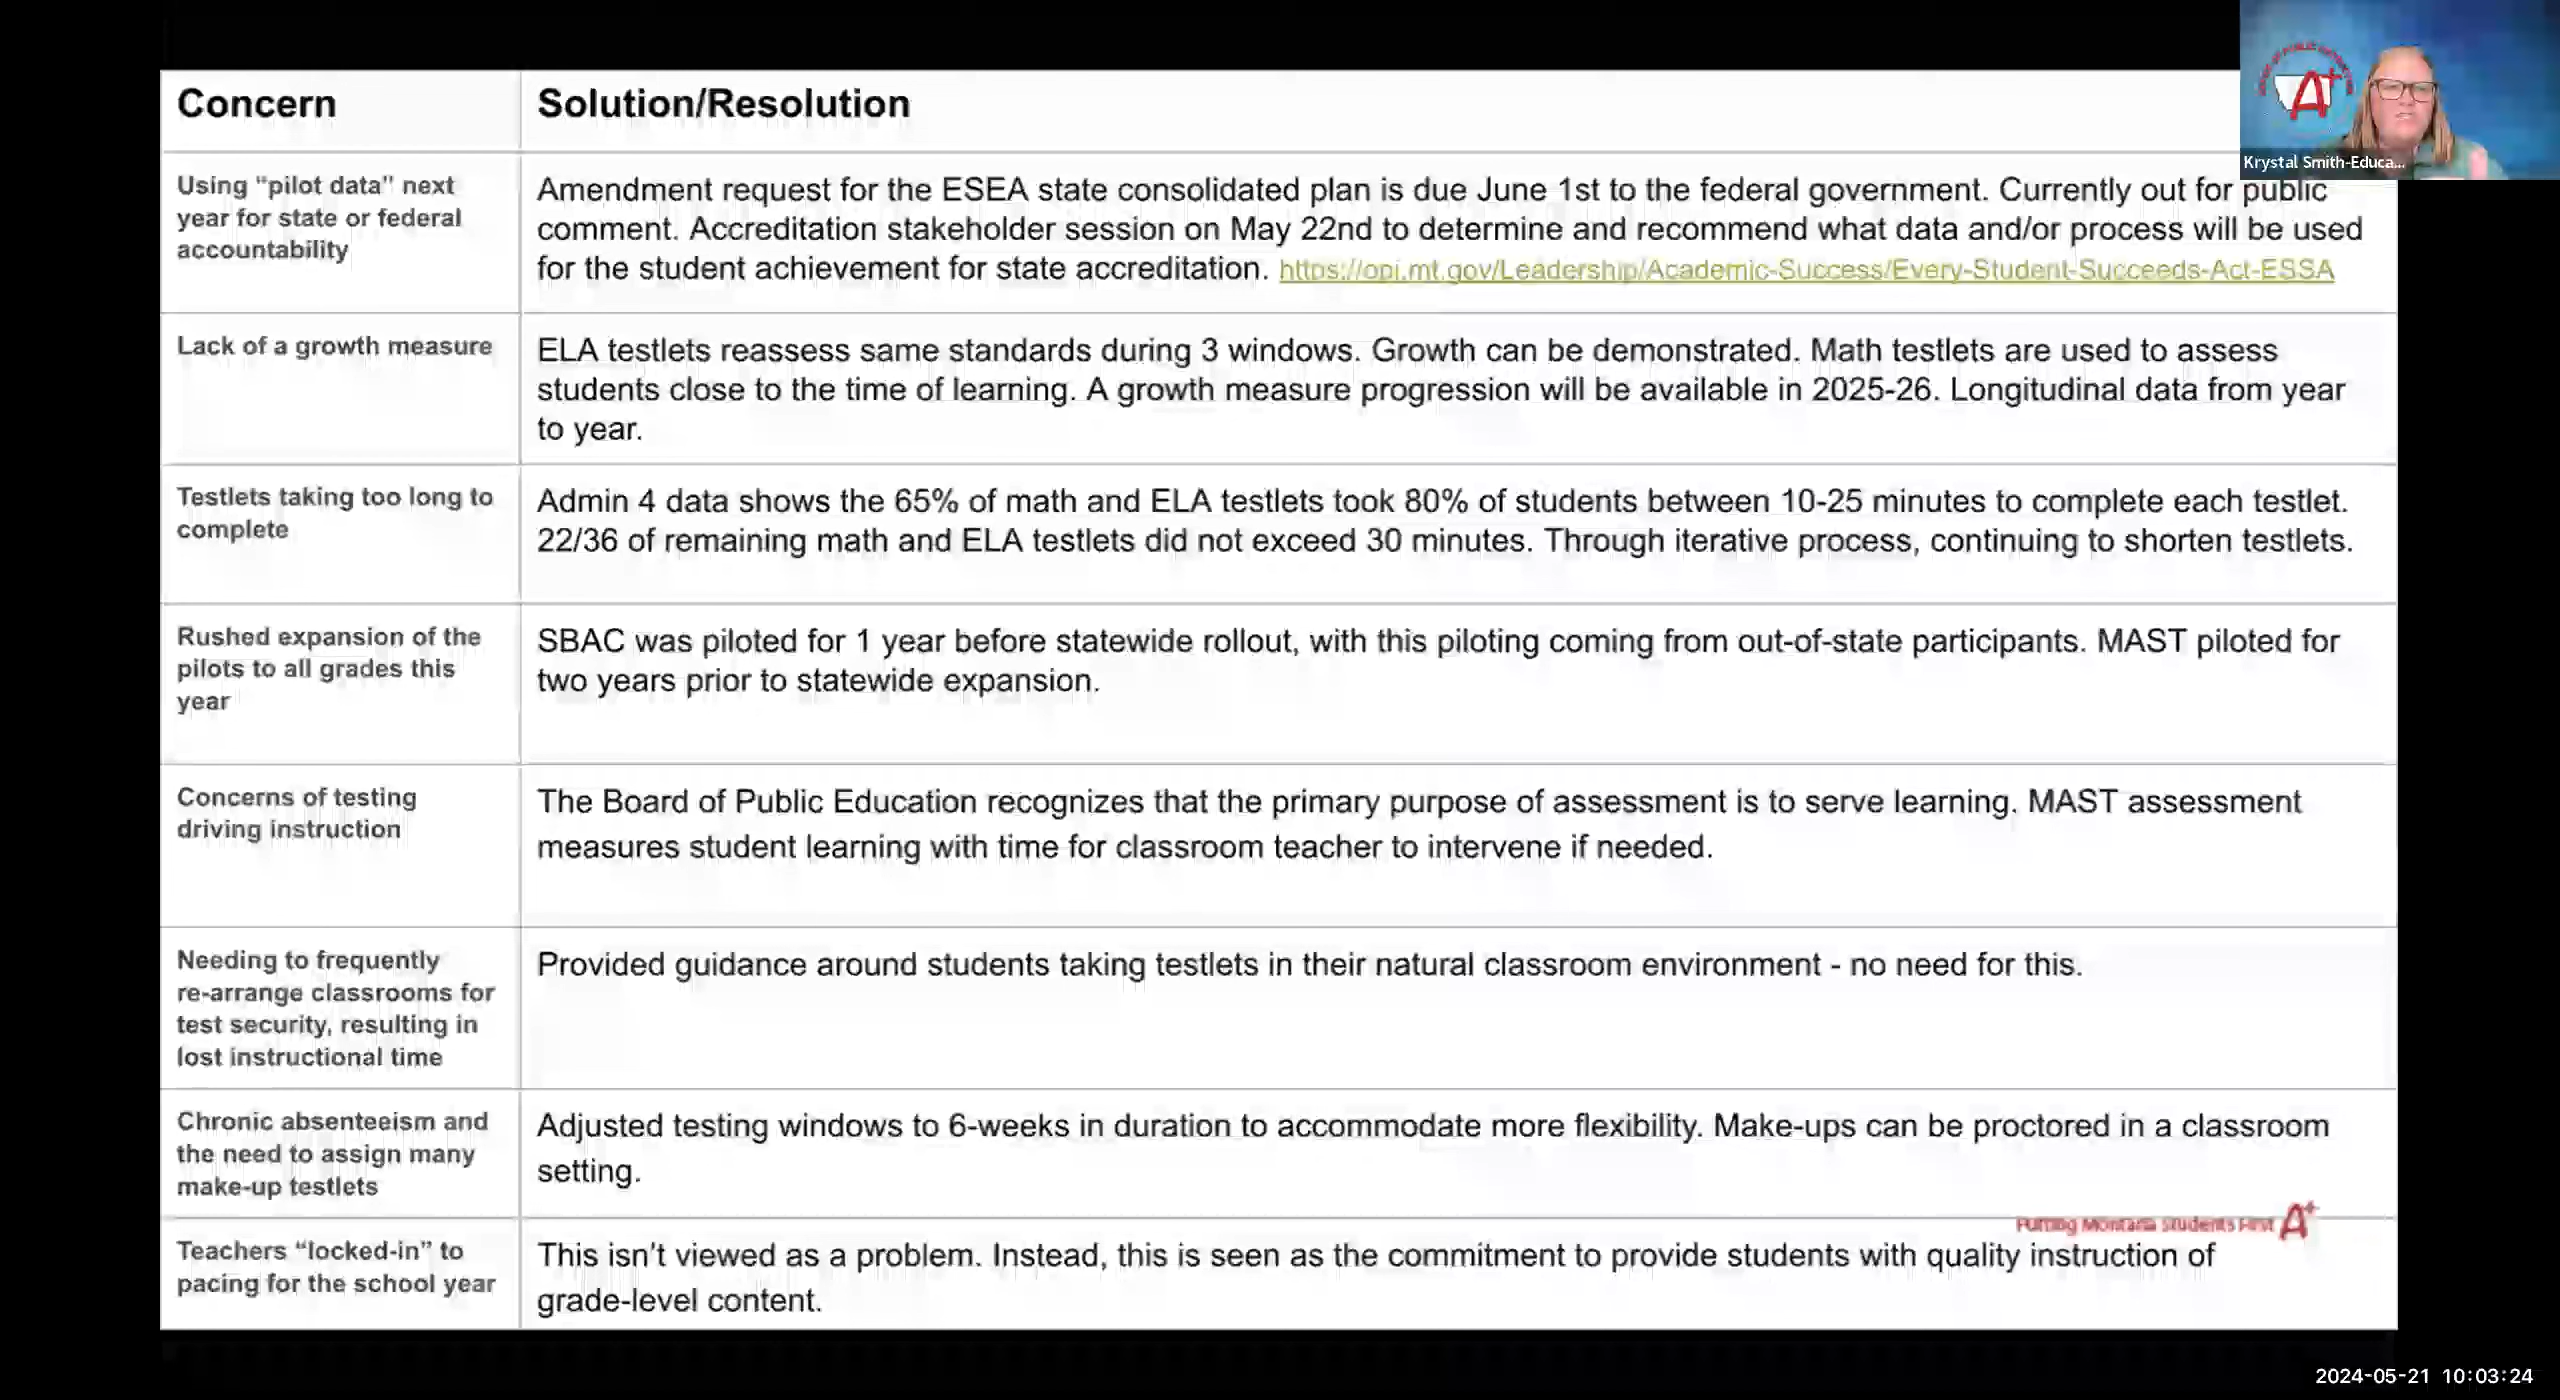 Concern
Solution/Resolution
Using “pilot data” next
year for state or federal
accountability
Amendment request for the ESEA state consolidated plan is due June 1st to the federal government. Currently out for public
comment. Accreditation stakeholder session on May 22nd to determine and recommend what data and/or process will be used
for the student achievement for state accreditation. https://opi.mt.gov/Leadership/Academic-Success/Every-Student-Succeeds-Act-ESSA
Lack of a growth measure
ELA testlets reassess same standards during 3 windows. Growth can be demonstrated. Math testlets are used to assess
students close to the time of learning. A growth measure progression will be available in 2025-26. Longitudinal data from year
to year.
Testlets taking too long to
complete
Admin 4 data shows the 65% of math and ELA testlets took 80% of students between 10-25 minutes to complete each testlet.
22/36 of remaining math and ELA testlets did not exceed 30 minutes. Through iterative process, continuing to shorten testlets.
Rushed expansion of the
pilots to all grades this
year
SBAC was piloted for 1 year before statewide rollout, with this piloting coming from out-of-state participants. MAST piloted for
two years prior to statewide expansion.
Concerns of testing
driving instruction
The Board of Public Education recognizes that the primary purpose of assessment is to serve learning. MAST assessment
measures student learning with time for classroom teacher to intervene if needed.
Needing to frequently
re-arrange classrooms for
test security, resulting in
lost instructional time
Provided guidance around students taking testlets in their natural classroom environment - no need for this.
Chronic absenteeism and
the need to assign many
make-up testlets
Adjusted testing windows to 6-weeks in duration to accommodate more flexibility. Make-ups can be proctored in a classroom
setting.
Putting Montana Students First A+
Teachers “locked-in” to
pacing for the school year
This isn’t viewed as a problem. Instead, this is seen as the commitment to provide students with quality instruction of
grade-level content.
A+
Krystal Smith-Educa...
2024-05-21 10:03:24